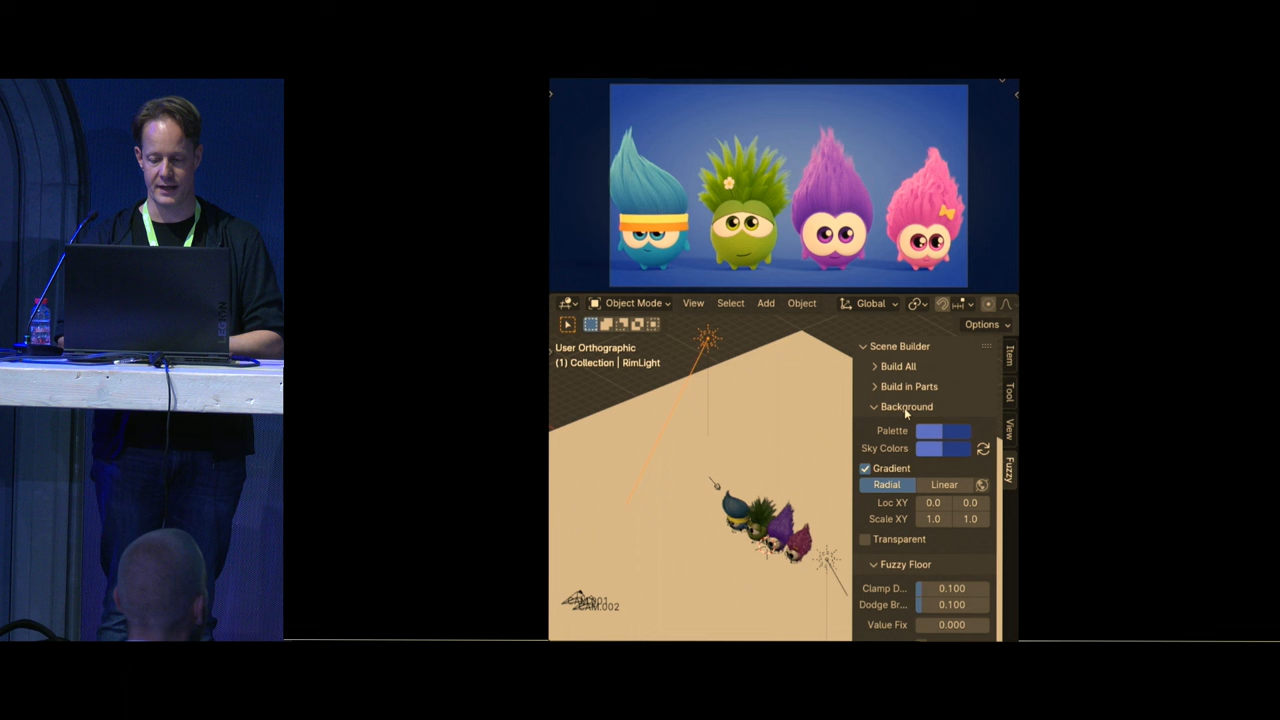 LEGION
Object Mode
View
Select
Add
Object
Global
Options
User Orthographic
(1) Collection | RimLight
Scene Builder
Build All
Build in Parts
Background
Palette
Sky Colors
Gradient
Radial
Linear
Loc XY
0.0
0.0
Scale XY
1.0
1.0
Transparent
Fuzzy Floor
Clamp D...
0.100
Dodge Br...
0.100
Value Fix
0.000
Item
Tool
View
Fuzzy
CAM.002